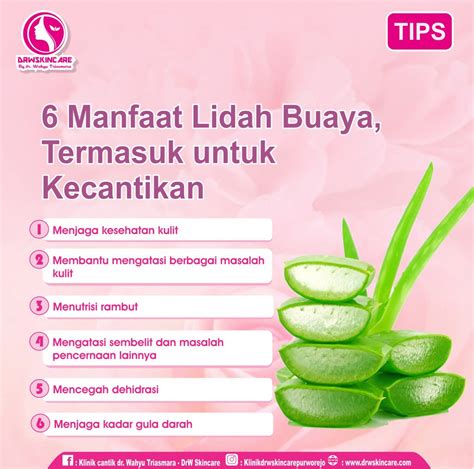 DRWSKINCARE
By dr. Wahyu Triasmara
TIPS
6 Manfaat Lidah Buaya,
Termasuk untuk
Kecantikan
1 Menjaga kesehatan kulit
2 Membantu mengatasi berbagai masalah
kulit
3 Menutrisi rambut
4 Mengatasi sembelit dan masalah
pencernaan lainnya
5 Mencegah dehidrasi
6 Menjaga kadar gula darah
: Klinik cantik dr. Wahyu Triasmara - DrW Skincare : Klinikdrwskincarepurworejo : www.drwskincare.com